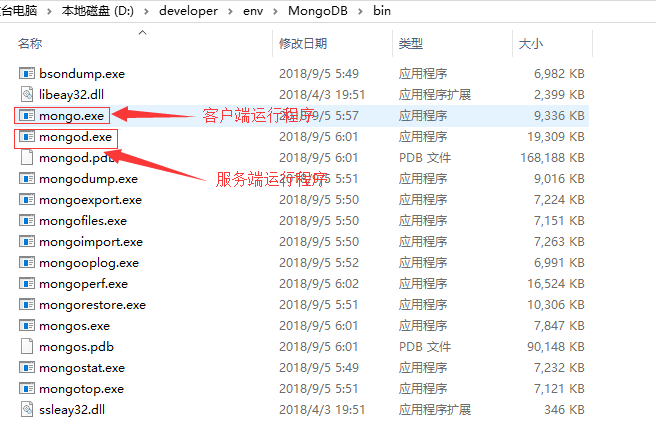 台电脑 > 本地磁盘 (D:) > developer > env > MongoDB > bin
名称 修改日期 类型 大小
bsondump.exe 2018/9/5 5:49 应用程序 6,982 KB
libeay32.dll 2018/4/3 19:51 应用程序扩展 2,399 KB
mongo.exe 客户端运行程序 2018/9/5 5:57 应用程序 9,336 KB
mongod.exe 2018/9/5 6:01 应用程序 19,309 KB
mongod.pdb 2018/9/5 6:01 PDB 文件 168,188 KB
mongodump.exe 服务端运行程序 2018/9/5 5:51 应用程序 9,016 KB
mongoexport.exe 2018/9/5 5:50 应用程序 7,224 KB
mongofiles.exe 2018/9/5 5:50 应用程序 7,151 KB
mongoimport.exe 2018/9/5 5:50 应用程序 7,263 KB
mongooplog.exe 2018/9/5 5:52 应用程序 6,991 KB
mongoperf.exe 2018/9/5 6:02 应用程序 16,524 KB
mongorestore.exe 2018/9/5 5:51 应用程序 10,306 KB
mongos.exe 2018/9/5 6:01 应用程序 7,847 KB
mongos.pdb 2018/9/5 6:01 PDB 文件 90,148 KB
mongostat.exe 2018/9/5 5:49 应用程序 7,232 KB
mongotop.exe 2018/9/5 5:51 应用程序 7,121 KB
ssleay32.dll 2018/4/3 19:51 应用程序扩展 346 KB